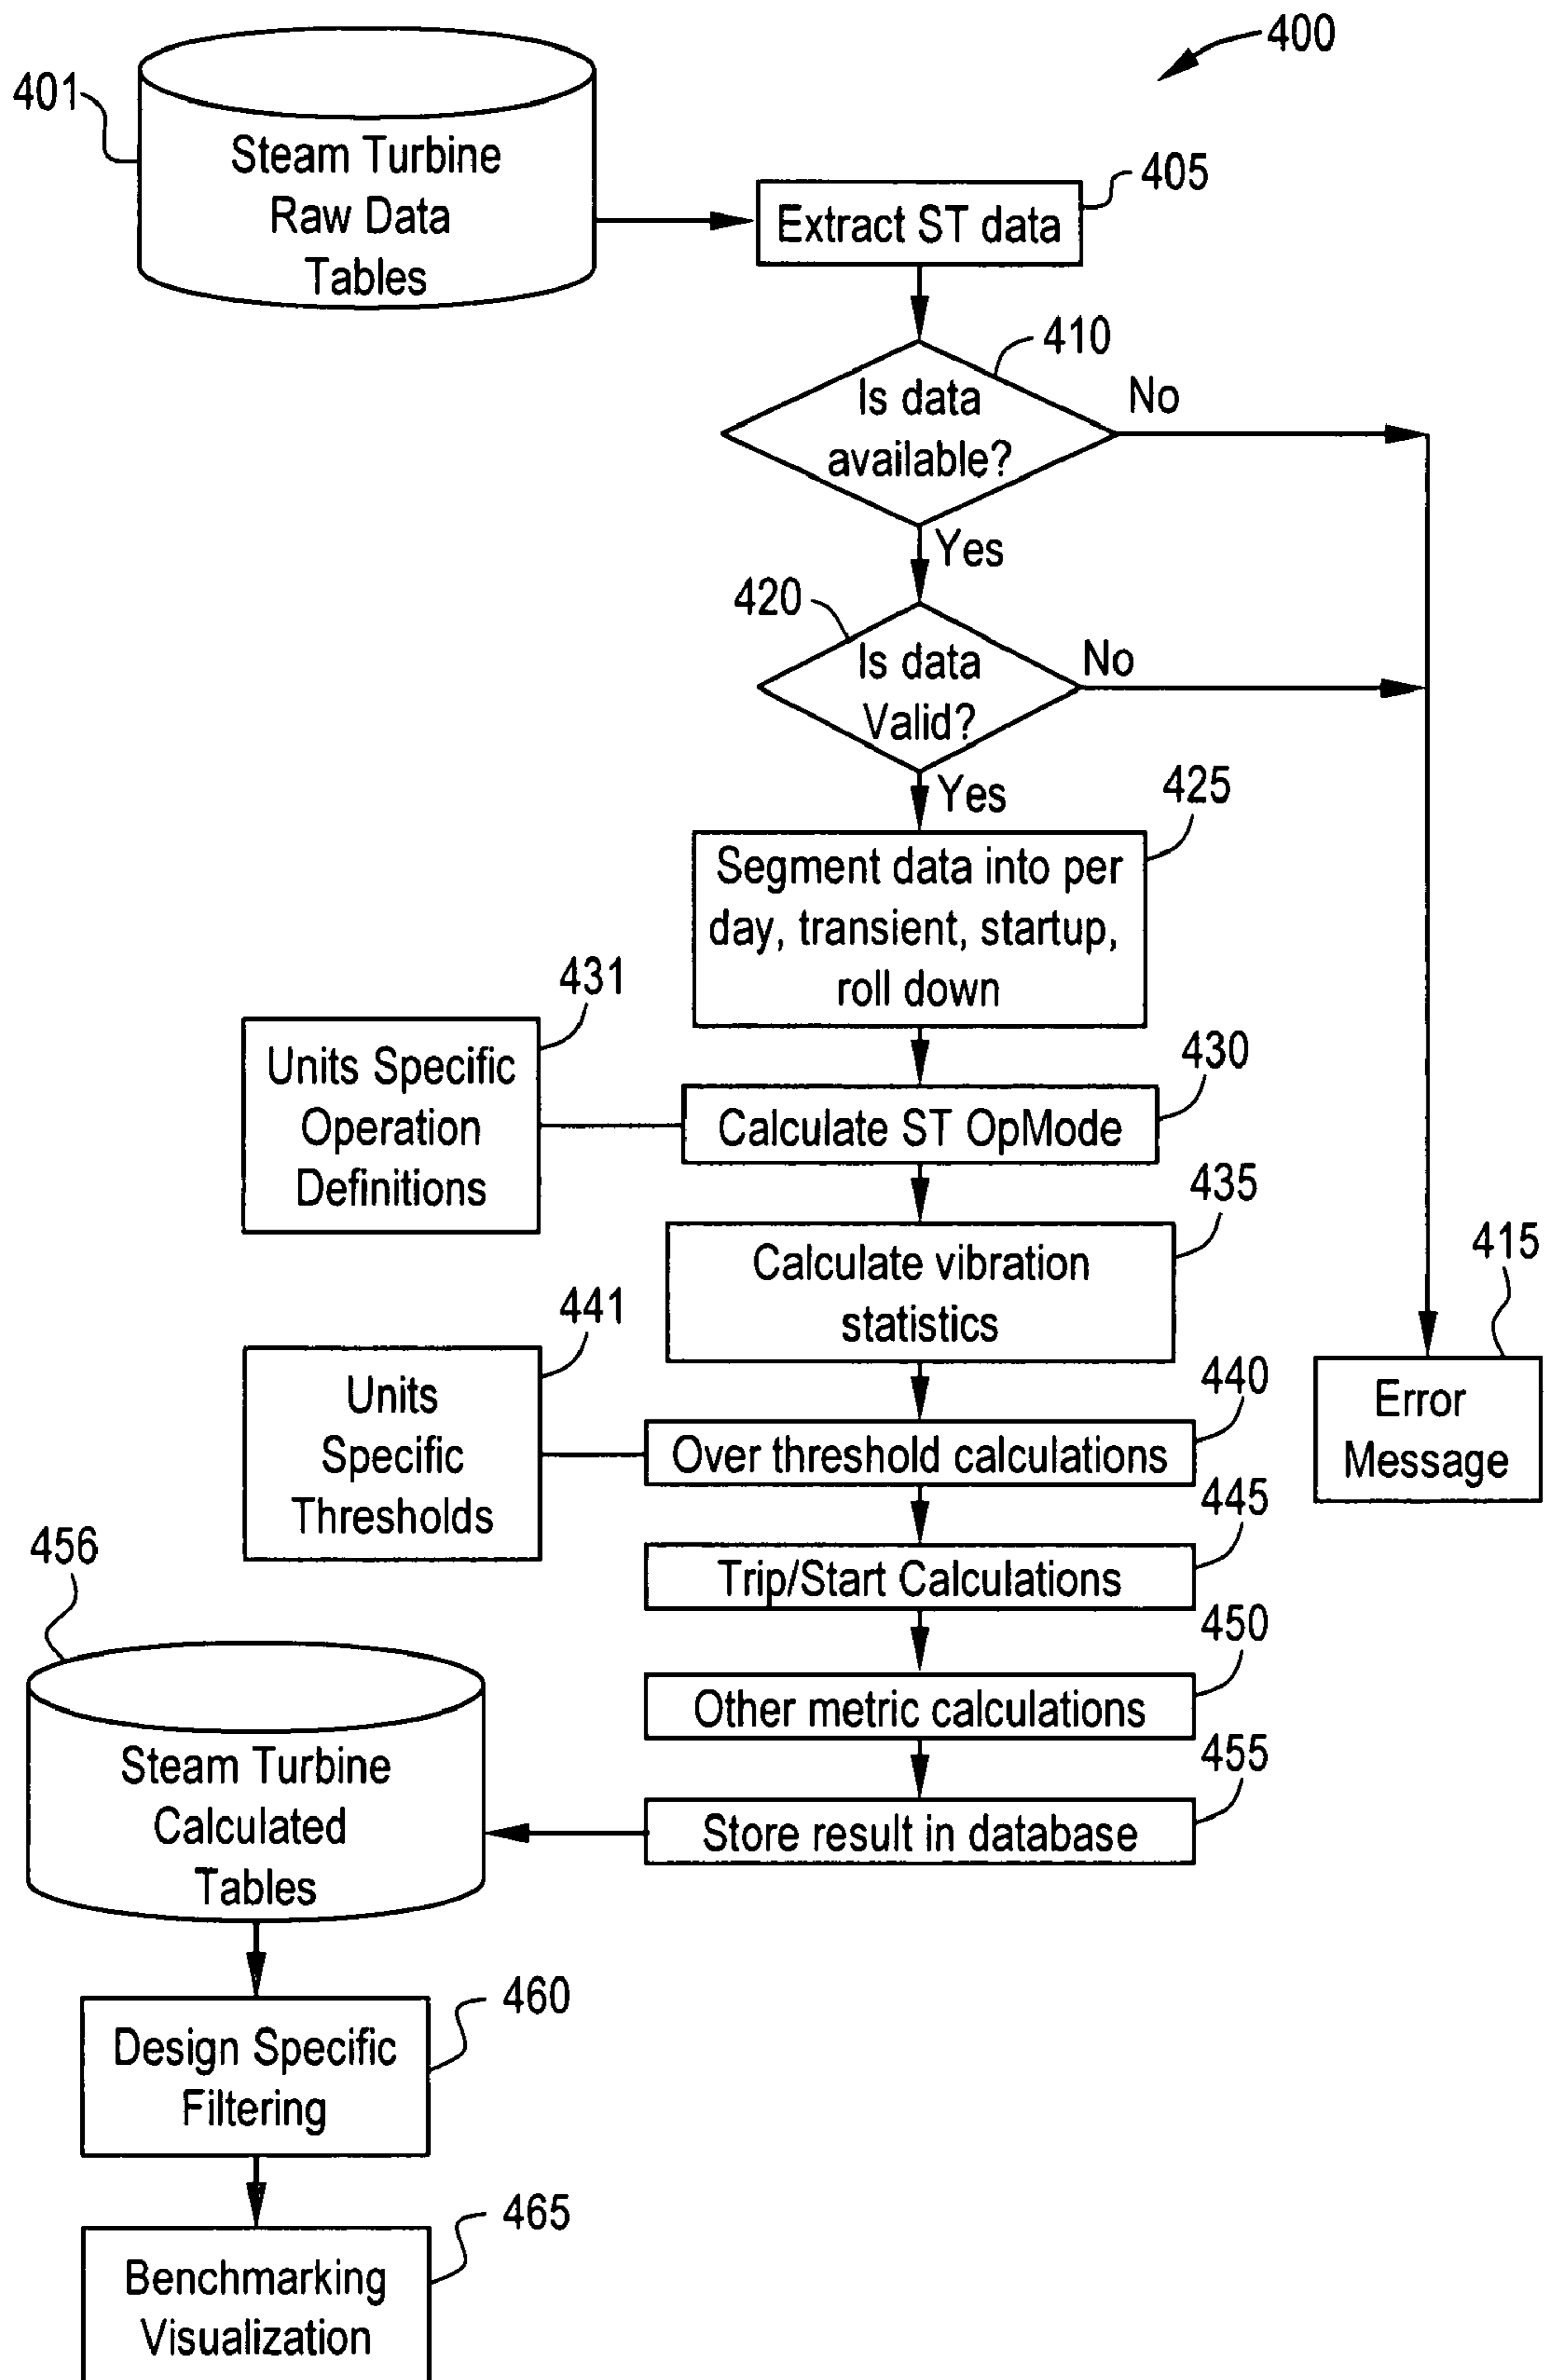 400
401
Steam Turbine
Raw Data
Tables
405
Extract ST data
410
Is data
available?
No
Yes
420
Is data
Valid?
No
Yes
425
Segment data into per
day, transient, startup,
roll down
431
Units Specific
Operation
Definitions
430
Calculate ST OpMode
435
Calculate vibration
statistics
415
Error
Message
441
Units
Specific
Thresholds
440
Over threshold calculations
445
Trip/Start Calculations
450
Other metric calculations
455
Store result in database
456
Steam Turbine
Calculated
Tables
460
Design Specific
Filtering
465
Benchmarking
Visualization